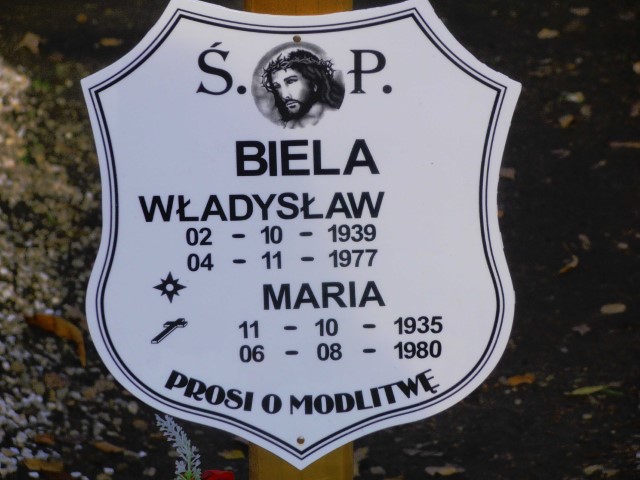 Ś. P.
BIELA
WŁADYSŁAW
02 - 10 - 1939
04 - 11 - 1977
MARIA
11 - 10 - 1935
06 - 08 - 1980
PROSI O MODLITWĘ